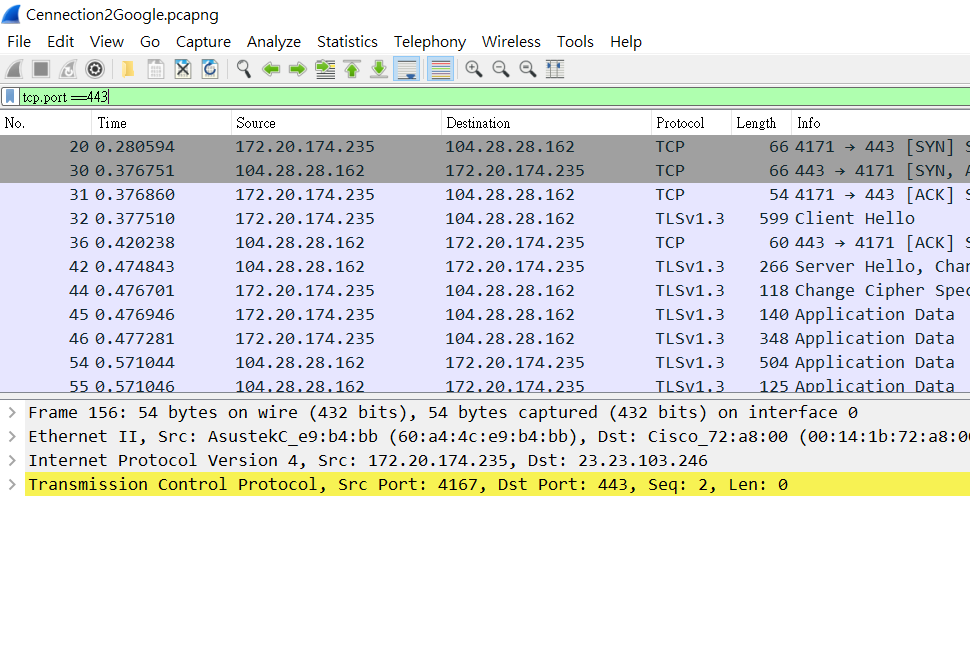 Cennection2Google.pcapng
File Edit View Go Capture Analyze Statistics Telephony Wireless Tools Help
tcp.port ==443
No. Time Source Destination Protocol Length Info
20 0.280594 172.20.174.235 104.28.28.162 TCP 66 4171 → 443 [SYN] S
30 0.376751 104.28.28.162 172.20.174.235 TCP 66 443 → 4171 [SYN, A
31 0.376860 172.20.174.235 104.28.28.162 TCP 54 4171 → 443 [ACK] S
32 0.377510 172.20.174.235 104.28.28.162 TLSv1.3 599 Client Hello
36 0.420238 104.28.28.162 172.20.174.235 TCP 60 443 → 4171 [ACK] S
42 0.474843 104.28.28.162 172.20.174.235 TLSv1.3 266 Server Hello, Chan
44 0.476701 172.20.174.235 104.28.28.162 TLSv1.3 118 Change Cipher Spec
45 0.476946 172.20.174.235 104.28.28.162 TLSv1.3 140 Application Data
46 0.477281 172.20.174.235 104.28.28.162 TLSv1.3 348 Application Data
54 0.571044 104.28.28.162 172.20.174.235 TLSv1.3 504 Application Data
55 0.571046 104.28.28.162 172.20.174.235 TLSv1.3 125 Application Data
Frame 156: 54 bytes on wire (432 bits), 54 bytes captured (432 bits) on interface 0
Ethernet II, Src: AsustekC_e9:b4:bb (60:a4:4c:e9:b4:bb), Dst: Cisco_72:a8:00 (00:14:1b:72:a8:00
Internet Protocol Version 4, Src: 172.20.174.235, Dst: 23.23.103.246
Transmission Control Protocol, Src Port: 4167, Dst Port: 443, Seq: 2, Len: 0